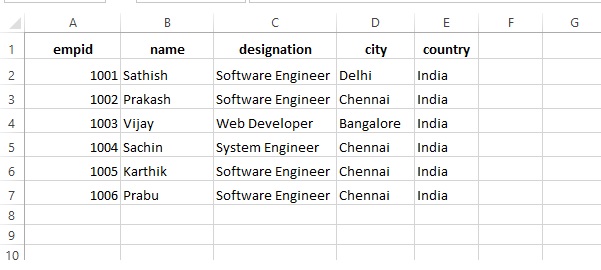 A B C D E F G
1 empid name designation city country
2 1001 Sathish Software Engineer Delhi India
3 1002 Prakash Software Engineer Chennai India
4 1003 Vijay Web Developer Bangalore India
5 1004 Sachin System Engineer Chennai India
6 1005 Karthik Software Engineer Chennai India
7 1006 Prabu Software Engineer Chennai India
8
9
10